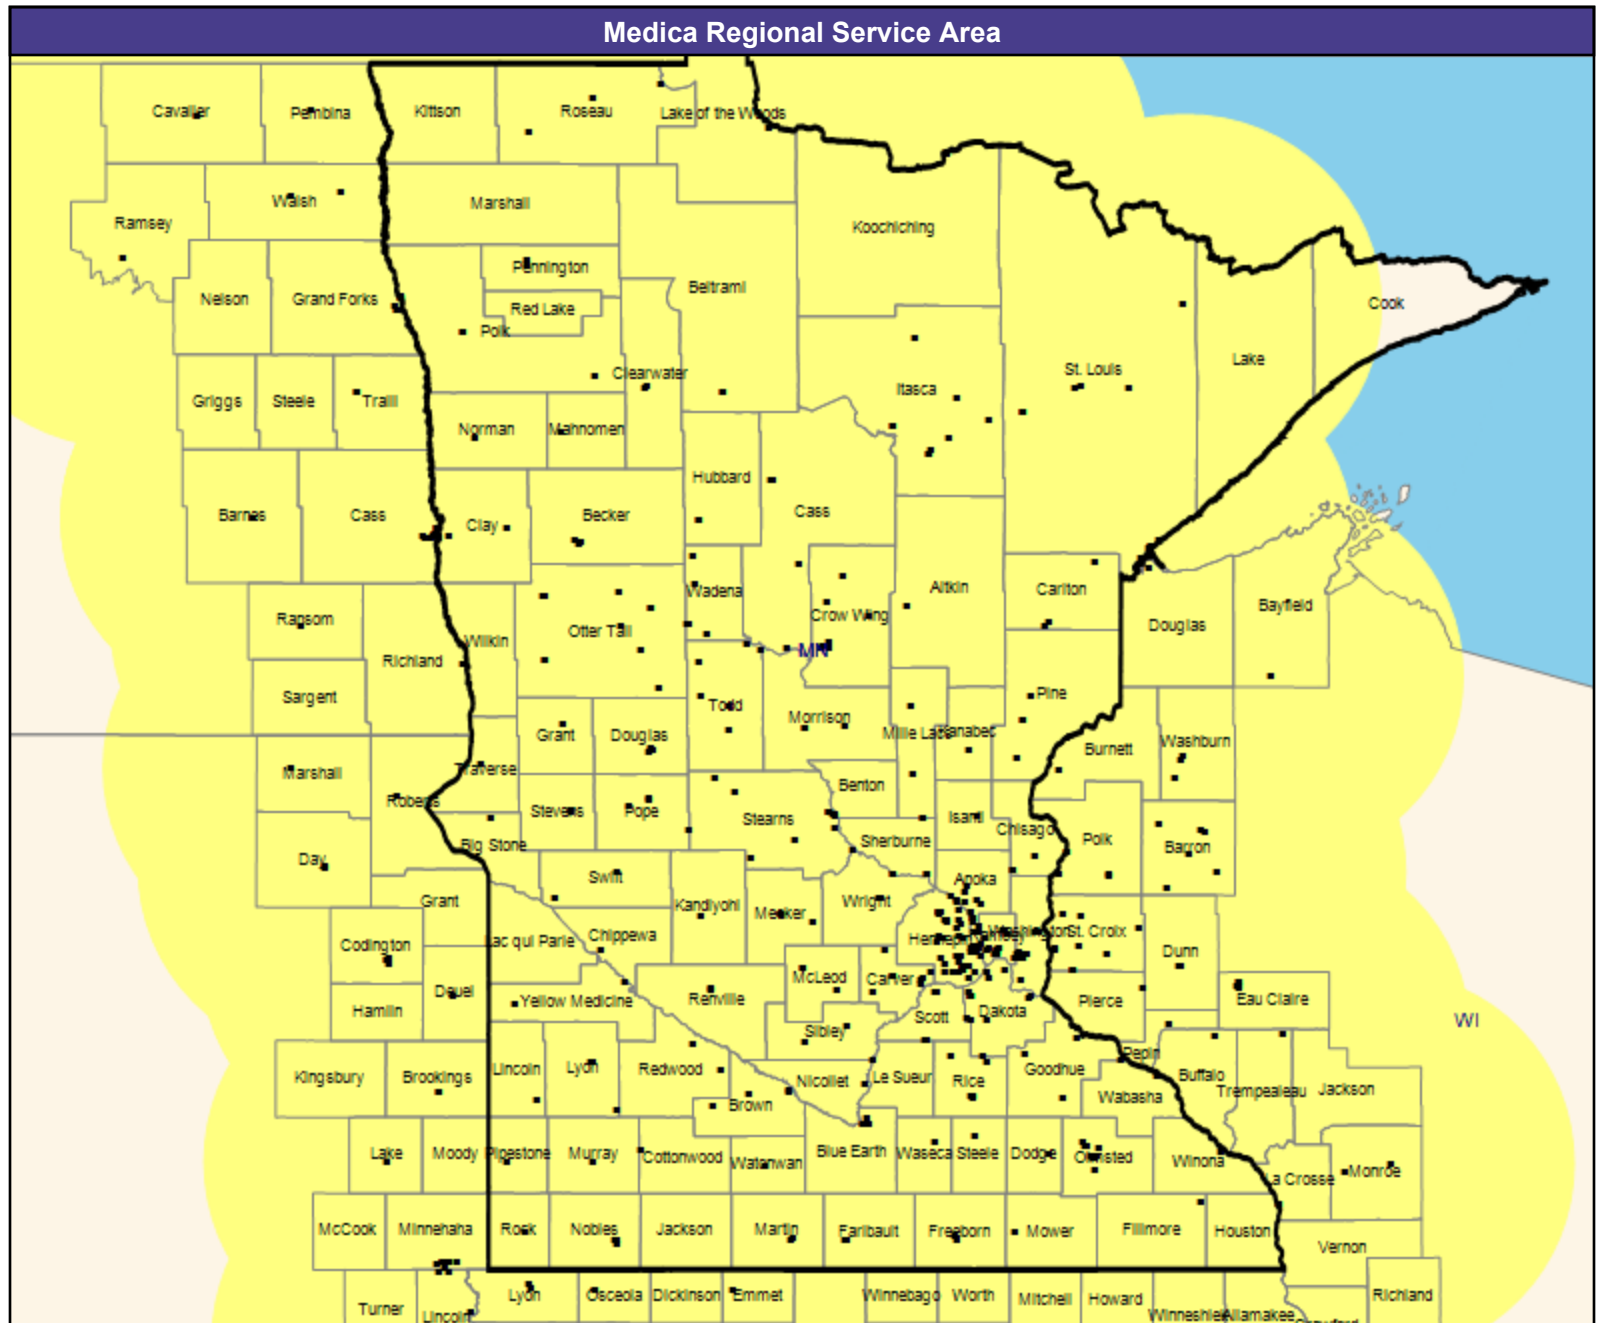 Medica Regional Service Area
Cavalier Pembina Kittson Roseau Lake of the Woods
Walsh Marshall
Ramsey Koochiching
Pennington
Nelson Grand Forks Beltrami Cook
Red Lake
Polk
Lake
Clearwater St. Louis
Itasca
Griggs Steele Traill
Norman Mahnomen
Hubbard
Barnes Cass Clay Becker Cass
Aitkin Carlton
Wadena
Bayfield
Ransom Crow Wing
Otter Tail Douglas
Wilkin
MN
Richland
Sargent Pine
Todd
Morrison
Grant Douglas Mille Lacs Kanabec
Burnett Washburn
Marshall Traverse
Benton
Roberts
Stevens Pope Stearns Isanti
Chisago
Big Stone Sherburne Polk Barron
Day
Swift Anoka
Grant Kandiyohi Meeker Wright
Codington Lac qui Parle Chippewa Hennepin Ramsey Washington St. Croix
Dunn
McLeod Carver
Deuel Yellow Medicine Renville Pierce Eau Claire
Hamlin Scott Dakota
WI
Sibley
Pepin
Kingsbury Brookings Lincoln Lyon Redwood Nicollet Le Sueur Rice Goodhue Buffalo
Trempealeau Jackson
Brown Wabasha
Lake Moody Pipestone Murray Cottonwood Watonwan Blue Earth Waseca Steele Dodge Olmsted Winona
La Crosse Monroe
McCook Minnehaha Rock Nobles Jackson Martin Faribault Freeborn Mower Fillmore Houston
Vernon
Turner Lincoln Lyon Osceola Dickinson Emmet Winnebago Worth Mitchell Howard Richland
Winneshiek Allamakee Crawford